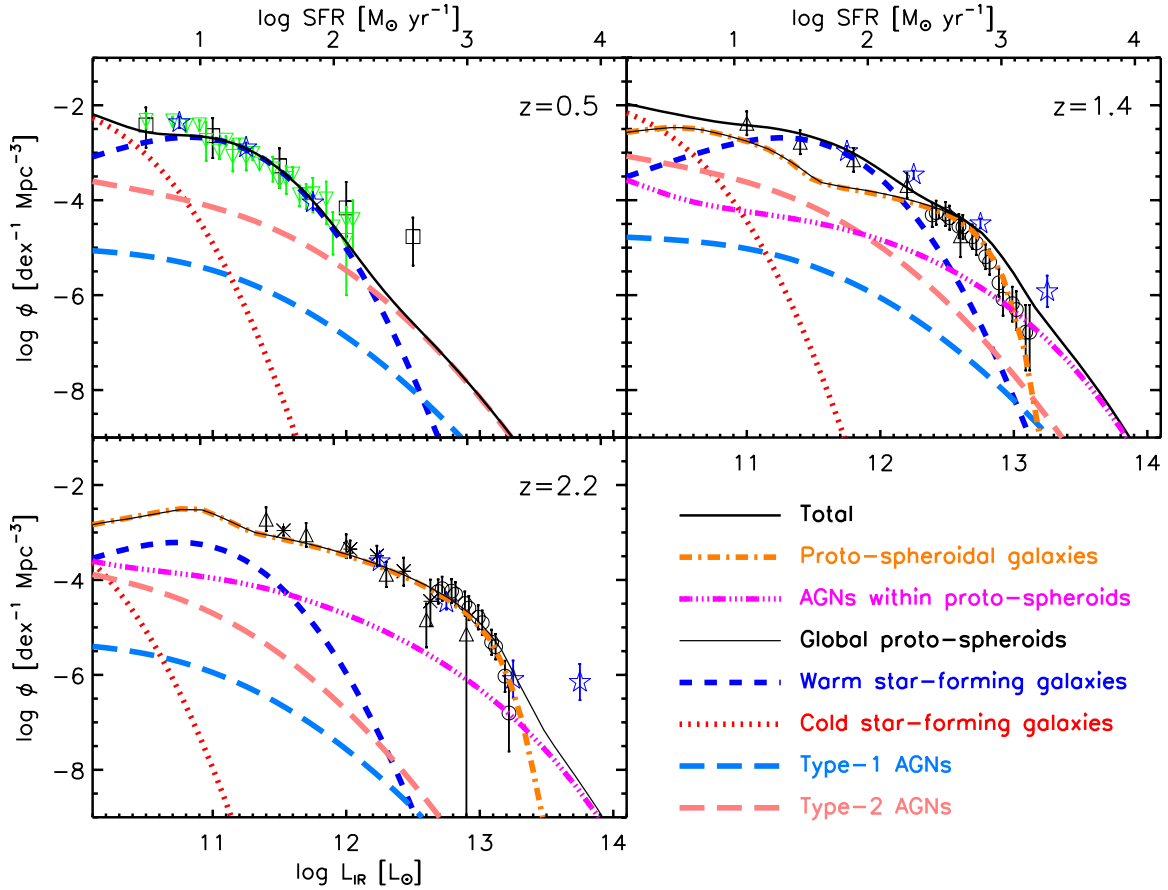 log SFR [M⊙ yr⁻¹]
log SFR [M⊙ yr⁻¹]
1 2 3 4
1 2 3 4
z=0.5
z=1.4
log ϕ [dex⁻¹ Mpc⁻³]
−2
−4
−6
−8
11 12 13 14
z=2.2
log ϕ [dex⁻¹ Mpc⁻³]
−2
−4
−6
−8
11 12 13 14
log L_IR [L⊙]
Total
Proto−spheroidal galaxies
AGNs within proto−spheroids
Global proto−spheroids
Warm star−forming galaxies
Cold star−forming galaxies
Type−1 AGNs
Type−2 AGNs